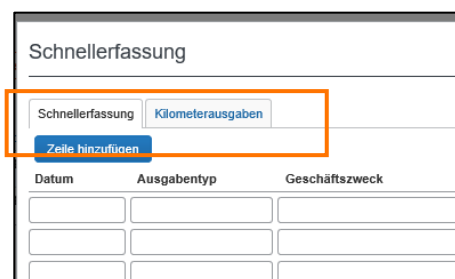 Schnellerfassung
Schnellerfassung Kilometerausgaben
Zeile hinzufügen
Datum Ausgabentyp Geschäftszweck